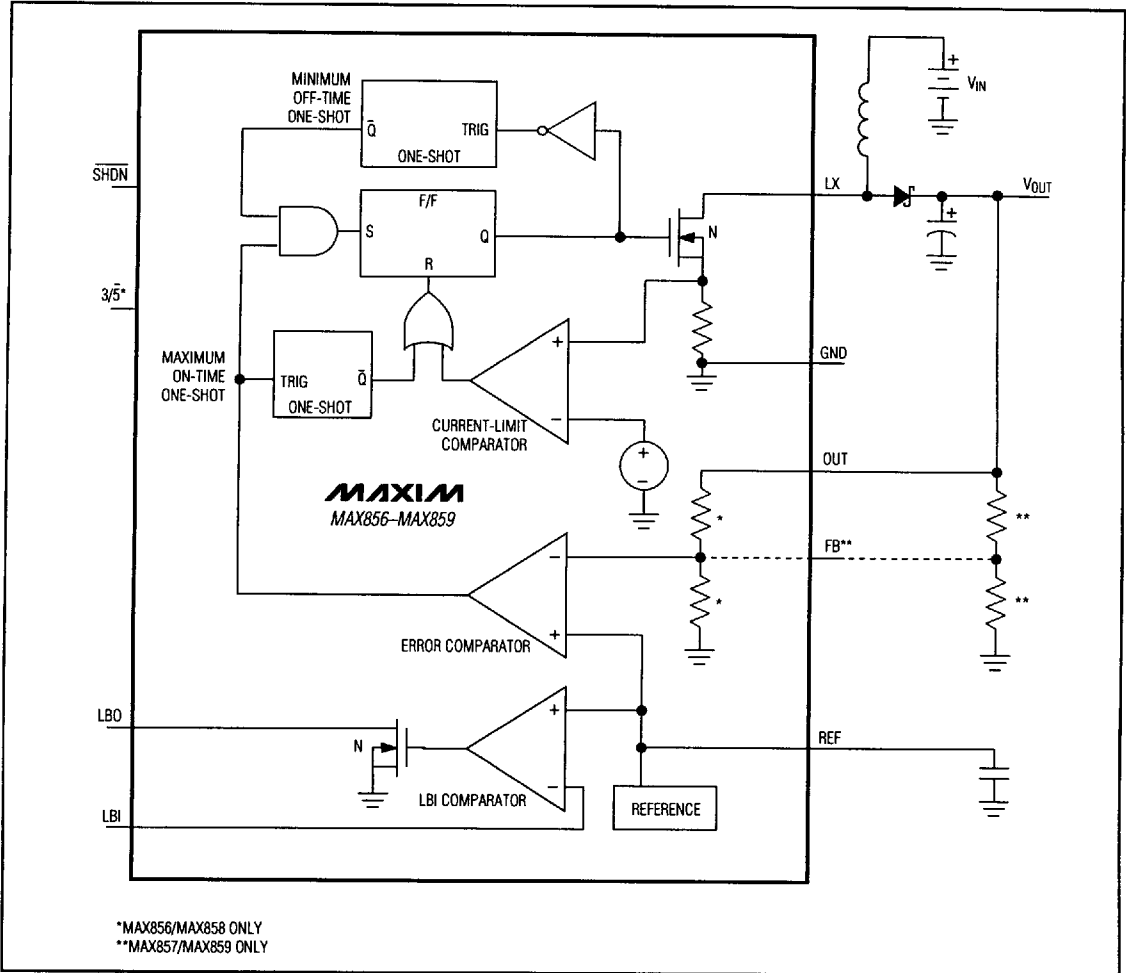 MINIMUM
OFF-TIME
ONE-SHOT
Q̅
TRIG
ONE-SHOT
+
VIN
S̅H̅D̅N̅
F/F
S
Q
R
LX
VOUT
+
N
3/5̅*
MAXIMUM
ON-TIME
ONE-SHOT
TRIG
Q̅
ONE-SHOT
+
−
CURRENT-LIMIT
COMPARATOR
GND
+
−
OUT
MAXIM
MAX856–MAX859
*
**
−
FB**
*
**
+
ERROR COMPARATOR
LBO
N
+
−
LBI COMPARATOR
REF
REFERENCE
LBI
*MAX856/MAX858 ONLY
**MAX857/MAX859 ONLY